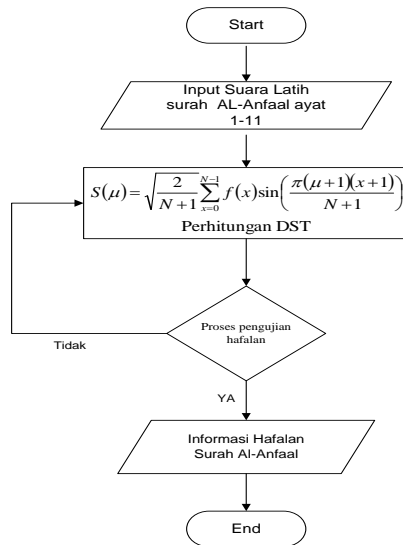 Start
Input Suara Latih
surah AL-Anfaal ayat
1-11
S(μ) = √(2/(N+1)) ∑_{x=0}^{N-1} f(x) sin(π(μ+1)(x+1)/(N+1))
Perhitungan DST
Proses pengujian
hafalan
Tidak
YA
Informasi Hafalan
Surah Al-Anfaal
End